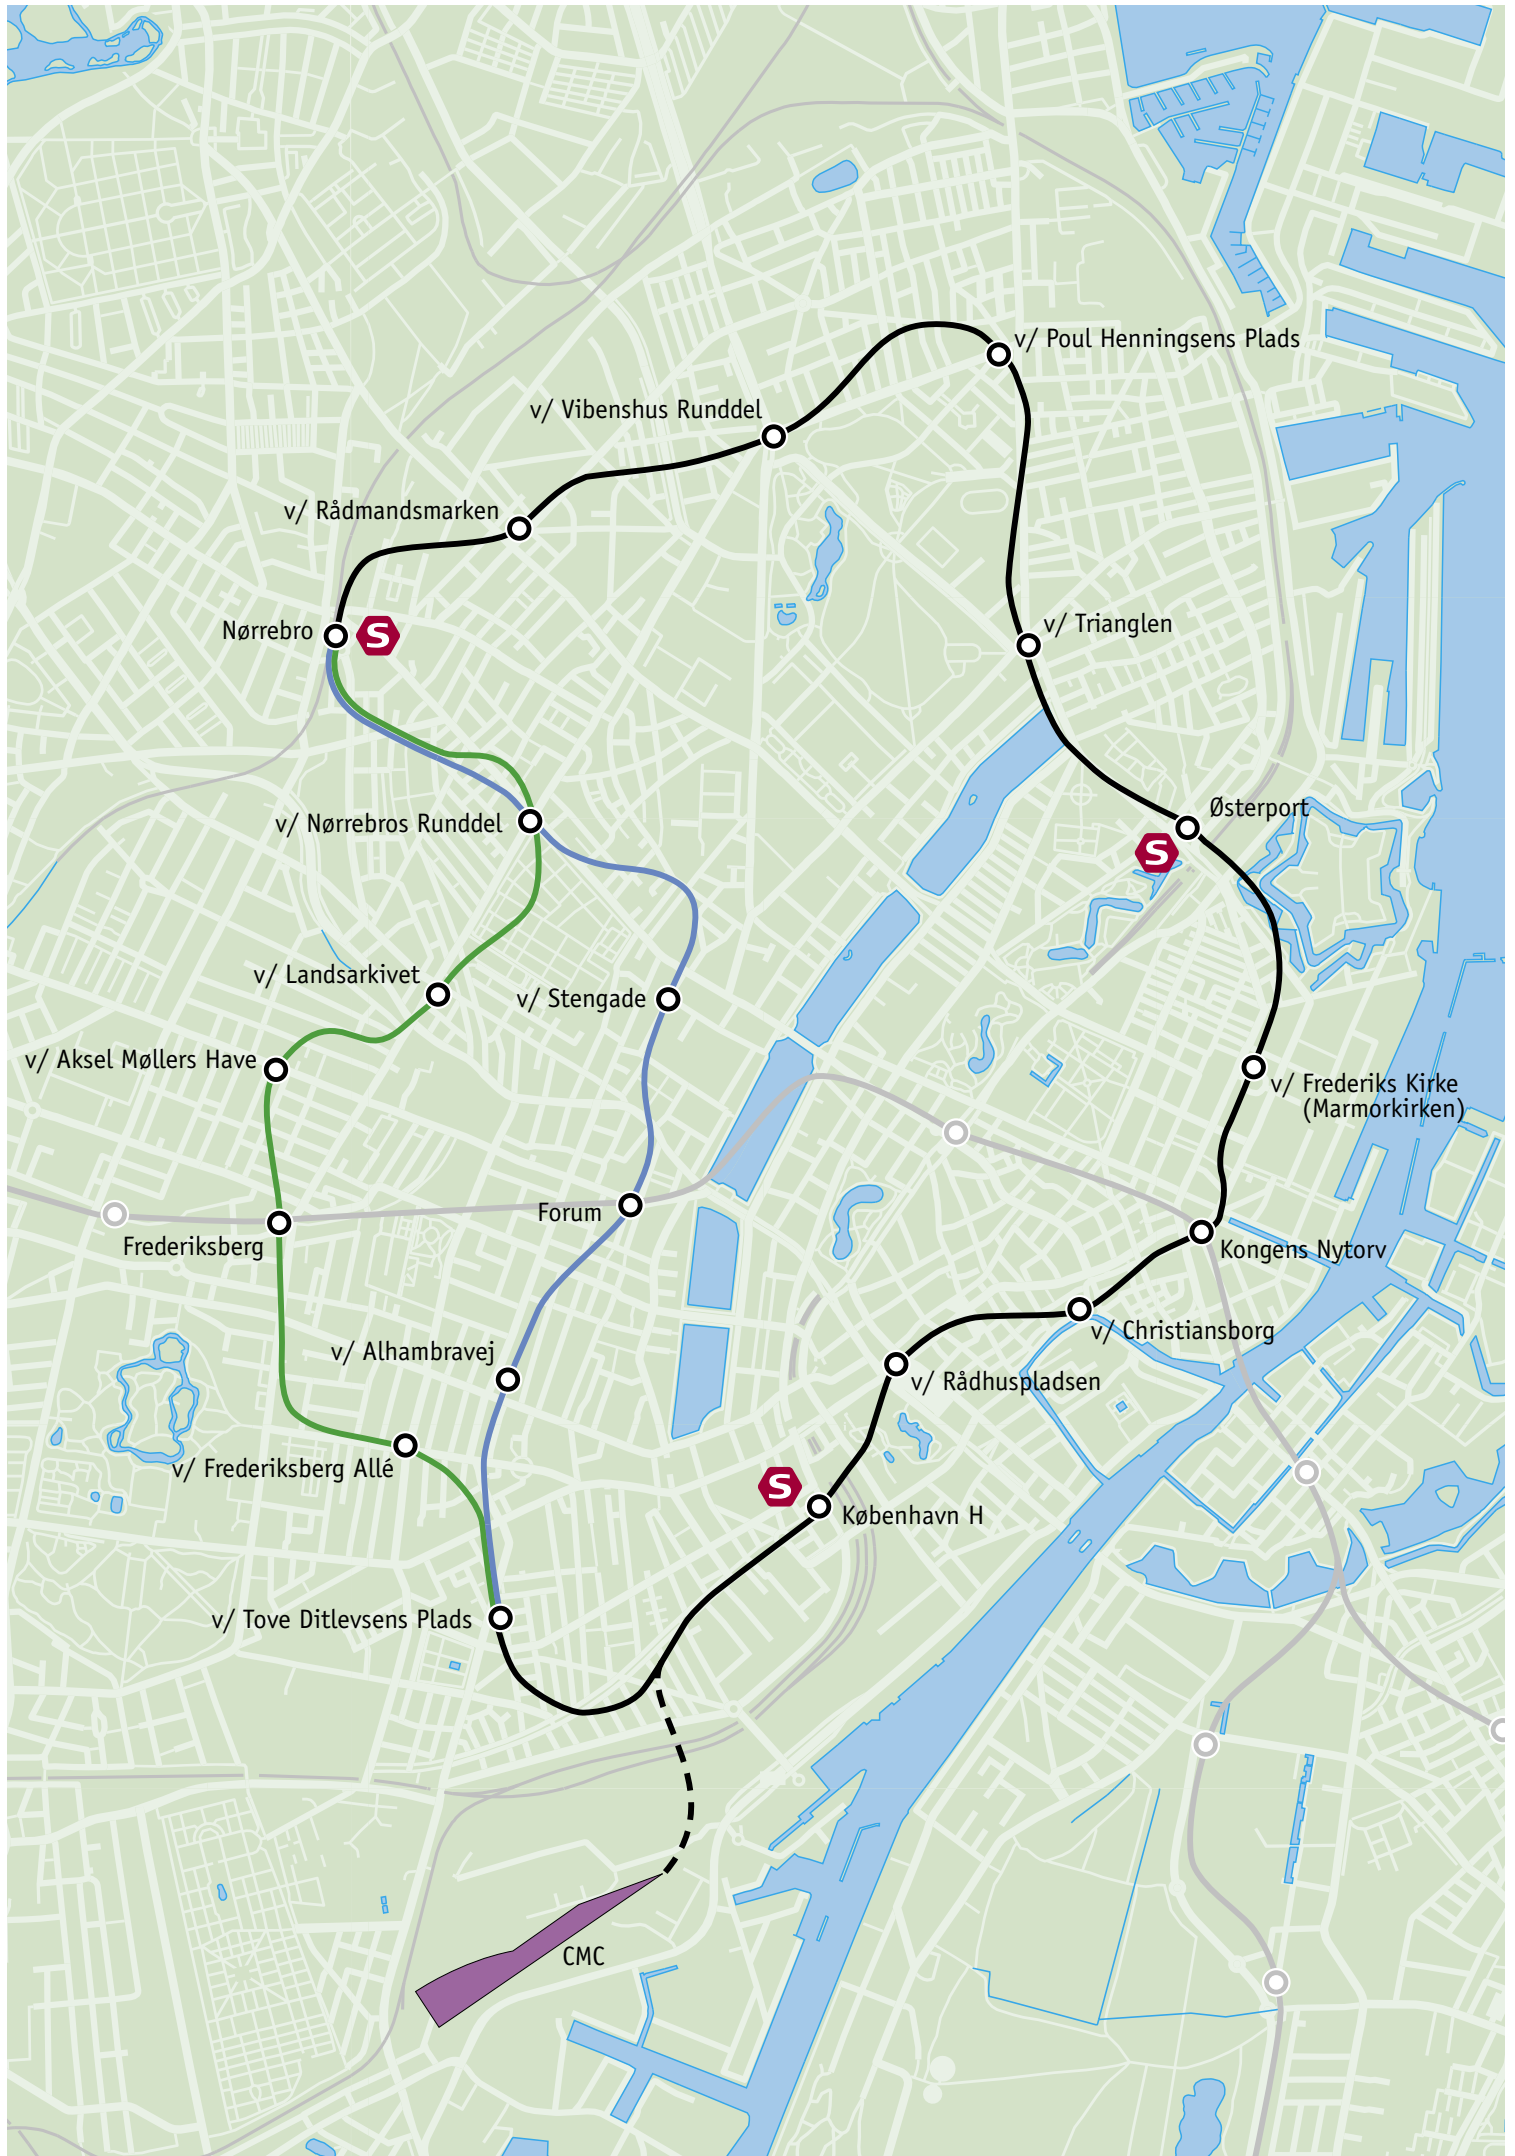 v/ Poul Henningsens Plads
v/ Vibenshus Runddel
v/ Rådmandsmarken
Nørrebro
S
v/ Trianglen
Østerport
S
v/ Nørrebros Runddel
v/ Landsarkivet
v/ Stengade
v/ Aksel Møllers Have
v/ Frederiks Kirke
(Marmorkirken)
Forum
Frederiksberg
Kongens Nytorv
v/ Christiansborg
v/ Alhambravej
v/ Rådhuspladsen
v/ Frederiksberg Allé
S
København H
v/ Tove Ditlevsens Plads
CMC